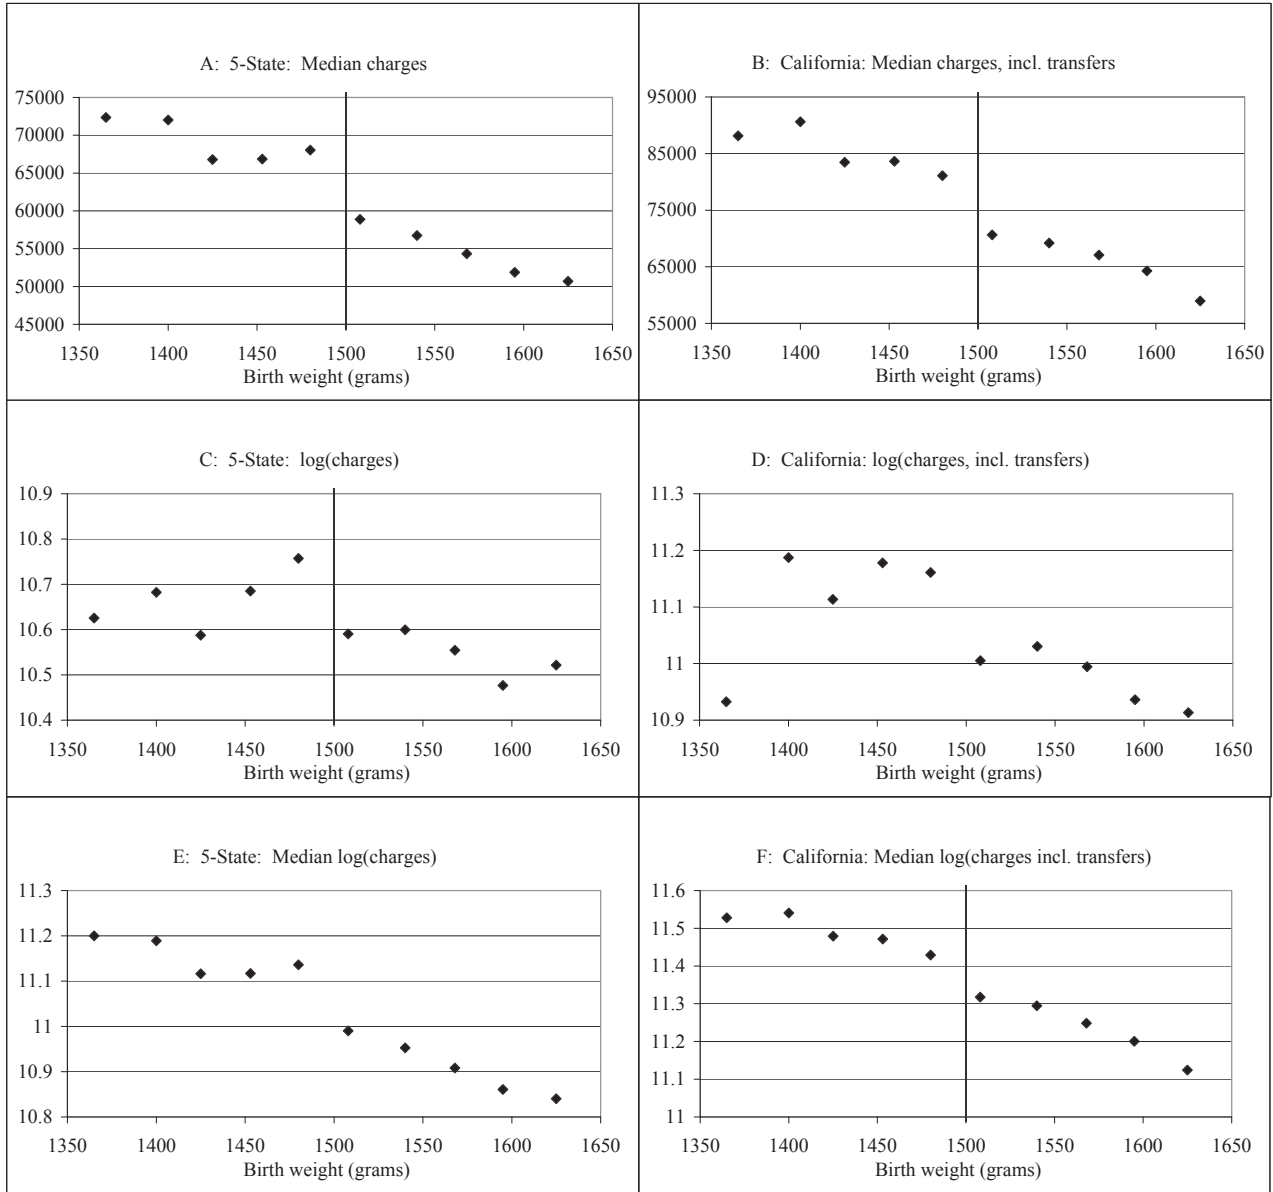 A: 5-State: Median charges
75000
70000
65000
60000
55000
50000
45000
1350 1400 1450 1500 1550 1600 1650
Birth weight (grams)
B: California: Median charges, incl. transfers
95000
85000
75000
65000
55000
1350 1400 1450 1500 1550 1600 1650
Birth weight (grams)
C: 5-State: log(charges)
10.9
10.8
10.7
10.6
10.5
10.4
1350 1400 1450 1500 1550 1600 1650
Birth weight (grams)
D: California: log(charges, incl. transfers)
11.3
11.2
11.1
11
10.9
1350 1400 1450 1500 1550 1600 1650
Birth weight (grams)
E: 5-State: Median log(charges)
11.3
11.2
11.1
11
10.9
10.8
1350 1400 1450 1500 1550 1600 1650
Birth weight (grams)
F: California: Median log(charges incl. transfers)
11.6
11.5
11.4
11.3
11.2
11.1
11
1350 1400 1450 1500 1550 1600 1650
Birth weight (grams)